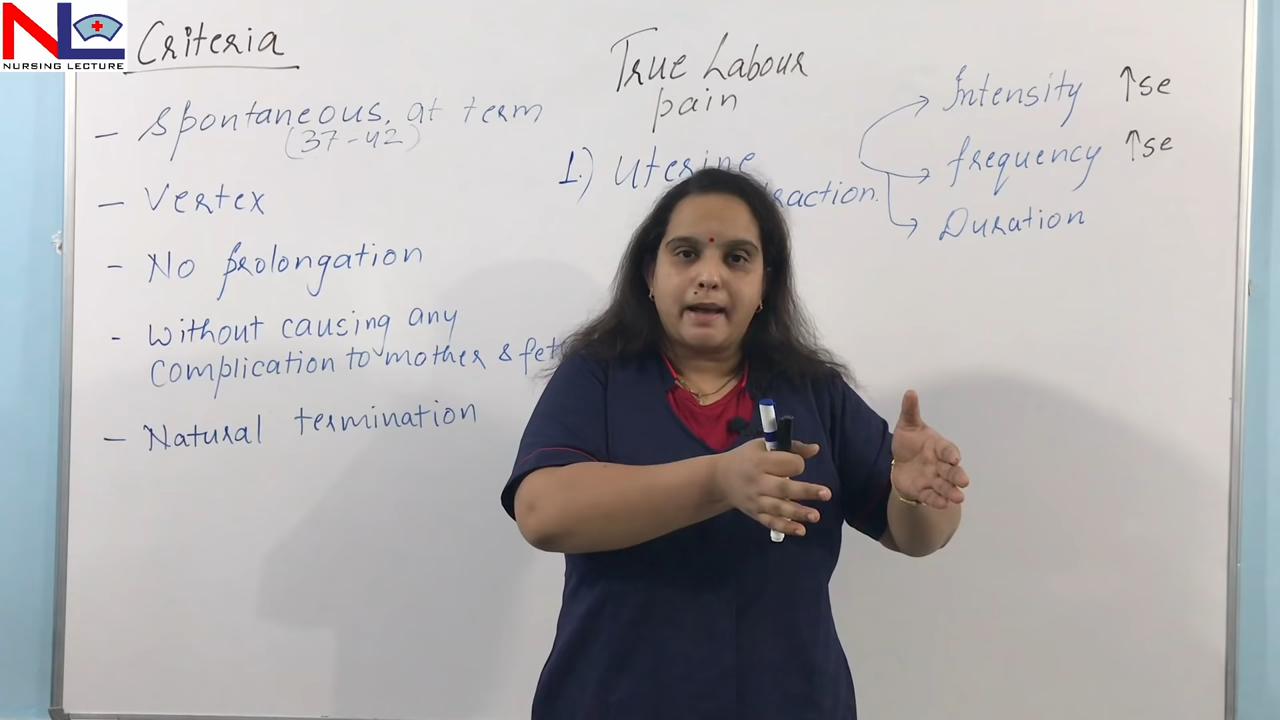 NL
NURSING LECTURE
Criteria
- Spontaneous, at term
(37-42)
- Vertex
- No prolongation
- Without causing any
complication to mother &
- Natural termination
True Labour
pain
1.) Uterine
Intensity ↑se
frequency ↑se
Duration